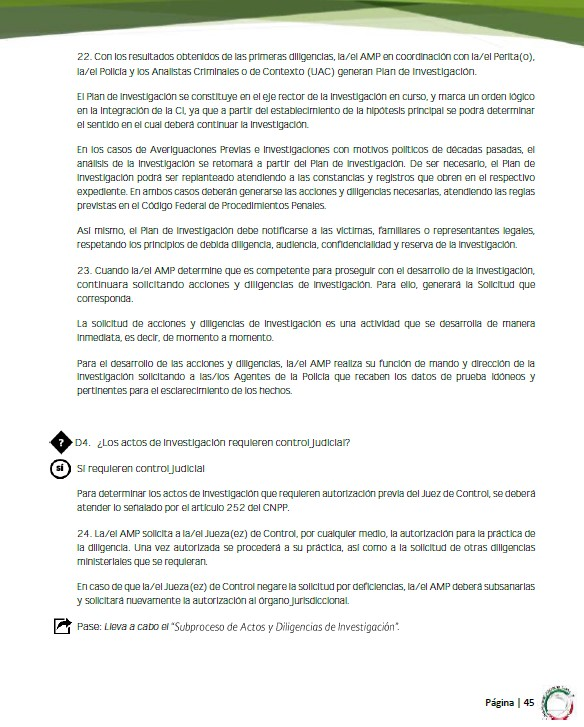 22. Con los resultados obtenidos de las primeras diligencias, la/el AMP en coordinación con la/el Perita(o),
la/el Policía y los Analistas Criminales o de Contexto (UAC) generan Plan de Investigación.
El Plan de Investigación se constituye en el eje rector de la investigación en curso, y marca un orden lógico
en la integración de la CI, ya que a partir del establecimiento de la hipótesis principal se podrá determinar
el sentido en el cual deberá continuar la investigación.
En los casos de Averiguaciones Previas e investigaciones con motivos políticos de décadas pasadas, el
análisis de la investigación se retomará a partir del Plan de Investigación. De ser necesario, el Plan de
Investigación podrá ser replanteado atendiendo a las constancias y registros que obren en el respectivo
expediente. En ambos casos deberán generarse las acciones y diligencias necesarias, atendiendo las reglas
previstas en el Código Federal de Procedimientos Penales.
Así mismo, el Plan de Investigación debe notificarse a las víctimas, familiares o representantes legales,
respetando los principios de debida diligencia, audiencia, confidencialidad y reserva de la investigación.
23. Cuando la/el AMP determine que es competente para proseguir con el desarrollo de la investigación,
continuara solicitando acciones y diligencias de investigación. Para ello, generará la Solicitud que
corresponda.
La solicitud de acciones y diligencias de investigación es una actividad que se desarrolla de manera
inmediata, es decir, de momento a momento.
Para el desarrollo de las acciones y diligencias, la/el AMP realiza su función de mando y dirección de la
investigación solicitando a las/los Agentes de la Policía que recaben los datos de prueba idóneos y
pertinentes para el esclarecimiento de los hechos.
? D4. ¿Los actos de investigación requieren control judicial?
sí Sí requieren control judicial
Para determinar los actos de investigación que requieren autorización previa del Juez de Control, se deberá
atender lo señalado por el artículo 252 del CNPP.
24. La/el AMP solicita a la/el Jueza(ez) de Control, por cualquier medio, la autorización para la práctica de
la diligencia. Una vez autorizada se procederá a su práctica, así como a la solicitud de otras diligencias
ministeriales que se requieran.
En caso de que la/el Jueza(ez) de Control negare la solicitud por deficiencias, la/el AMP deberá subsanarlas
y solicitará nuevamente la autorización al órgano jurisdiccional.
Pase: Lleva a cabo el "Subproceso de Actos y Diligencias de Investigación".
Página | 45